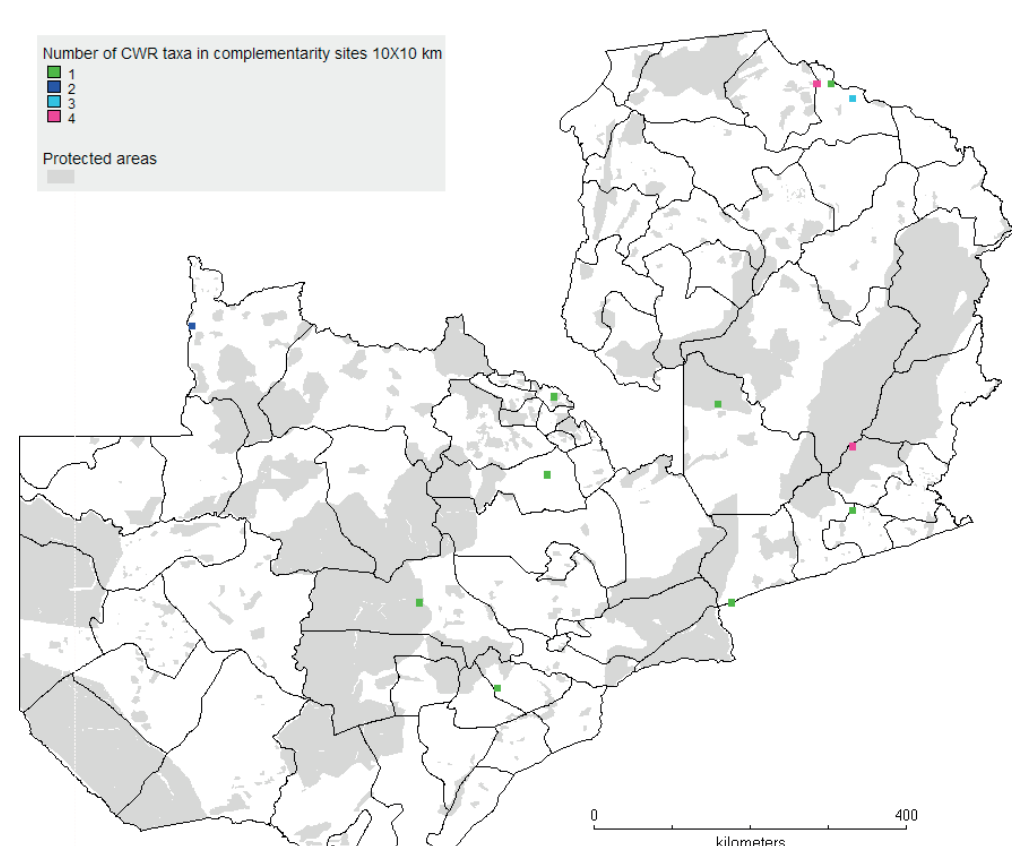 Number of CWR taxa in complementarity sites 10X10 km
1
2
3
4
Protected areas
0 400
kilometers